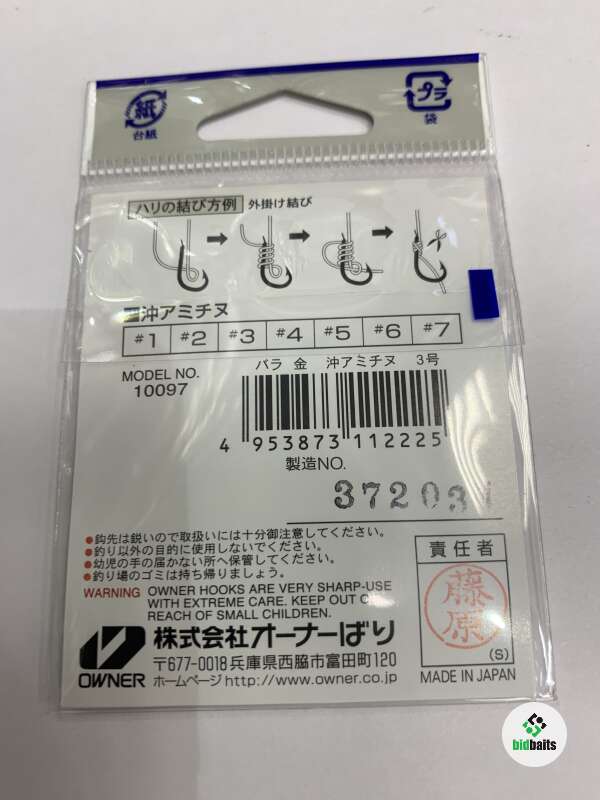 紙
台紙
プラ
袋
ハリの結び方例 外掛け結び
沖アミチヌ
#1 #2 #3 #4 #5 #6 #7
MODEL NO.
10097
バラ 金 沖アミチヌ 3号
4 953873 112225
製造NO.
37203
●鈎先は鋭いので取扱いには十分御注意してください。
●釣り以外の目的に使用しないでください。
●幼児の手の届かない所へ保管してください。
●釣り場のゴミは持ち帰りましょう。
WARNING OWNER HOOKS ARE VERY SHARP-USE
WITH EXTREME CARE. KEEP OUT OF
REACH OF SMALL CHILDREN.
責任者
藤原
(S)
MADE IN JAPAN
OWNER
株式会社オーナーばり
〒677-0018兵庫県西脇市富田町120
ホームページ http://www.owner.co.jp
bidbaits